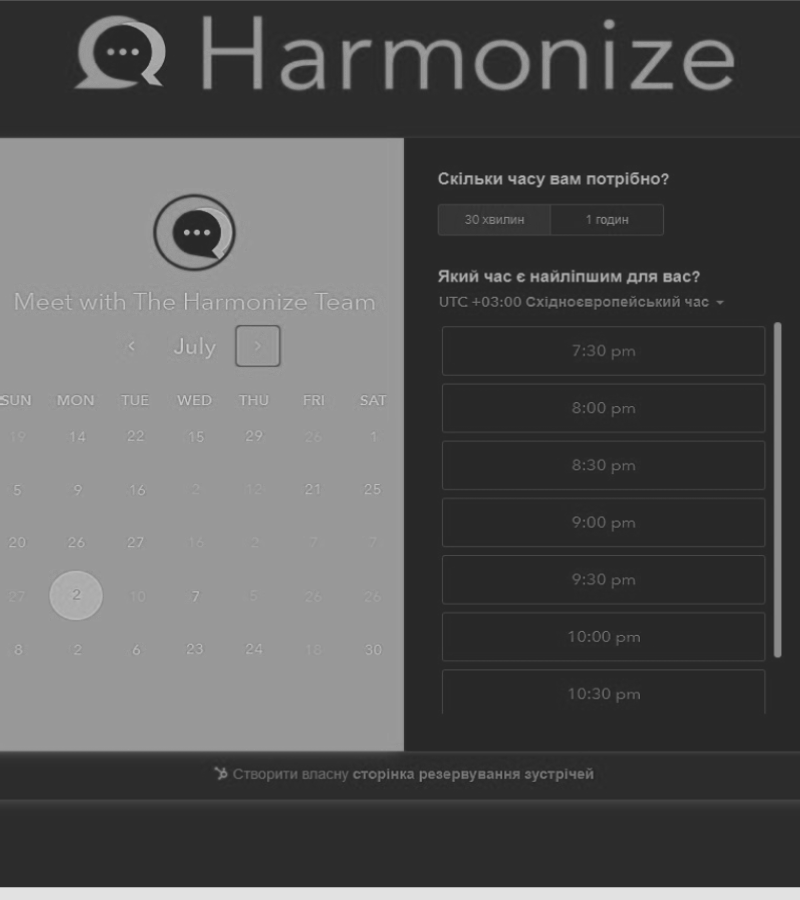 Harmonize
Meet with The Harmonize Team
July
SUN MON TUE WED THU FRI SAT
19 14 22 15 29 26 1
5 9 16 2 12 21 25
20 26 27 16 2 7 7
27 2 10 7 5 26 26
8 2 6 23 24 18 30
Скільки часу вам потрібно?
30 хвилин 1 годин
Який час є найліпшим для вас?
UTC +03:00 Східноєвропейський час
7:30 pm
8:00 pm
8:30 pm
9:00 pm
9:30 pm
10:00 pm
10:30 pm
Створити власну сторінка резервування зустрічей